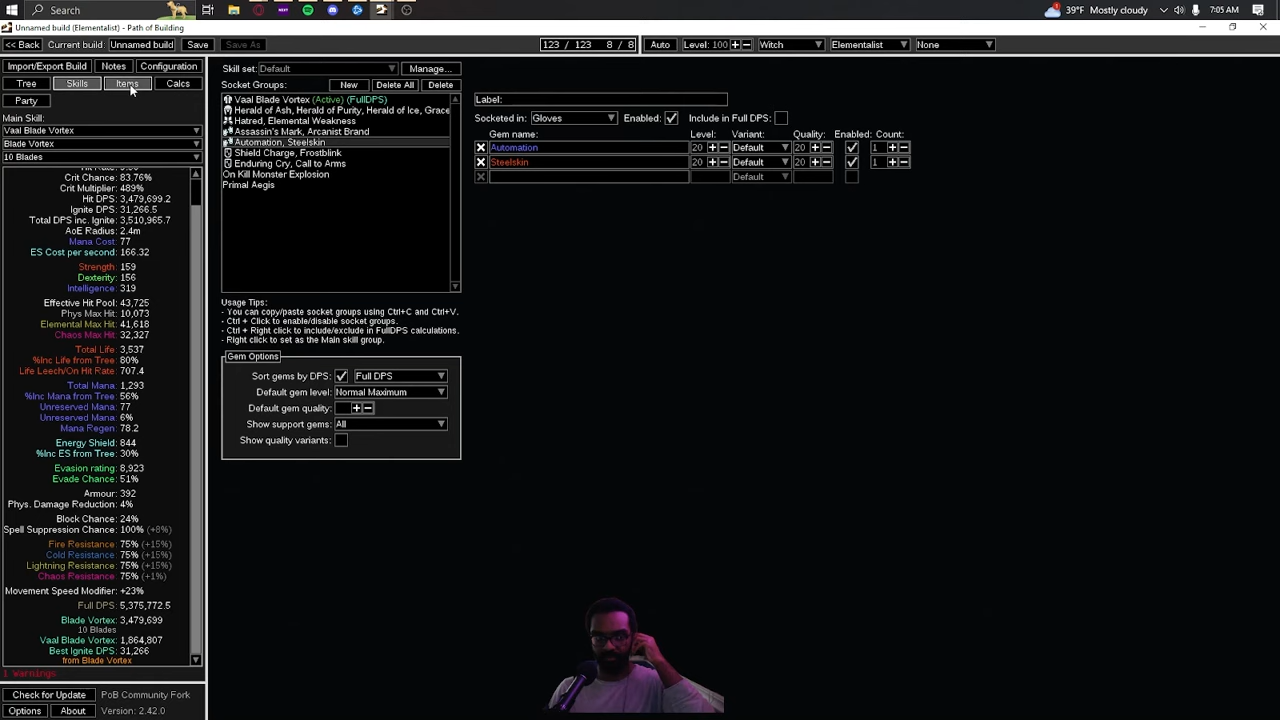 Search
39°F Mostly cloudy
7:05 AM
Unnamed build (Elementalist) - Path of Building
<< Back
Current build:
Unnamed build
Save
Save As
123 / 123 8 / 8
Auto
Level: 100
Witch
Elementalist
None
Import/Export Build
Notes
Configuration
Tree
Skills
Items
Calcs
Party
Main Skill:
Vaal Blade Vortex
Blade Vortex
10 Blades
Crit Chance: 83.76%
Crit Multiplier: 489%
Hit DPS: 3,479,699.2
Ignite DPS: 31,266.5
Total DPS inc. Ignite: 3,510,965.7
AoE Radius: 2.4m
Mana Cost: 77
ES Cost per second: 166.32
Strength: 159
Dexterity: 156
Intelligence: 319
Effective Hit Pool: 43,725
Phys Max Hit: 10,073
Elemental Max Hit: 41,618
Chaos Max Hit: 32,327
Total Life: 3,537
%Inc Life from Tree: 80%
Life Leech/On Hit Rate: 707.4
Total Mana: 1,293
%Inc Mana from Tree: 56%
Unreserved Mana: 77
Unreserved Mana: 6%
Mana Regen: 78.2
Energy Shield: 844
%Inc ES from Tree: 30%
Evasion rating: 8,923
Evade Chance: 51%
Armour: 392
Phys. Damage Reduction: 4%
Block Chance: 24%
Spell Suppression Chance: 100% (+8%)
Fire Resistance: 75% (+15%)
Cold Resistance: 75% (+15%)
Lightning Resistance: 75% (+15%)
Chaos Resistance: 75% (+1%)
Movement Speed Modifier: +23%
Full DPS: 5,375,772.5
Blade Vortex: 3,479,699
10 Blades
Vaal Blade Vortex: 1,864,807
Best Ignite DPS: 31,266
from Blade Vortex
1 Warnings
Check for Update
PoB Community Fork
Options
About
Version: 2.42.0
Skill set: Default
Manage...
Socket Groups:
New
Delete All
Delete
Vaal Blade Vortex (Active) (FullDPS)
Herald of Ash, Herald of Purity, Herald of Ice, Grace
Hatred, Elemental Weakness
Assassin's Mark, Arcanist Brand
Automation, Steelskin
Shield Charge, Frostblink
Enduring Cry, Call to Arms
On Kill Monster Explosion
Primal Aegis
Usage Tips:
- You can copy/paste socket groups using Ctrl+C and Ctrl+V.
- Ctrl + Click to enable/disable socket groups.
- Ctrl + Right click to include/exclude in FullDPS calculations.
- Right click to set as the Main skill group.
Gem Options
Sort gems by DPS: Full DPS
Default gem level: Normal Maximum
Default gem quality:
Show support gems: All
Show quality variants:
Label:
Socketed in: Gloves
Enabled:
Include in Full DPS:
Gem name: Level: Variant: Quality: Enabled: Count:
Automation 20 Default 20 1
Steelskin 20 Default 20 1
Default